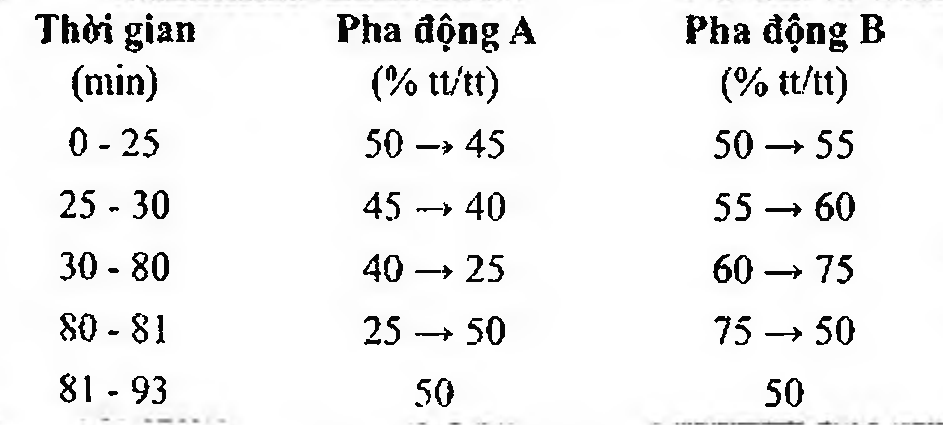 Thời gian Pha động A Pha động B
(min) (% tt/tt) (% tt/tt)
0 - 25 50 → 45 50 → 55
25 - 30 45 → 40 55 → 60
30 - 80 40 → 25 60 → 75
80 - 81 25 → 50 75 → 50
81 - 93 50 50